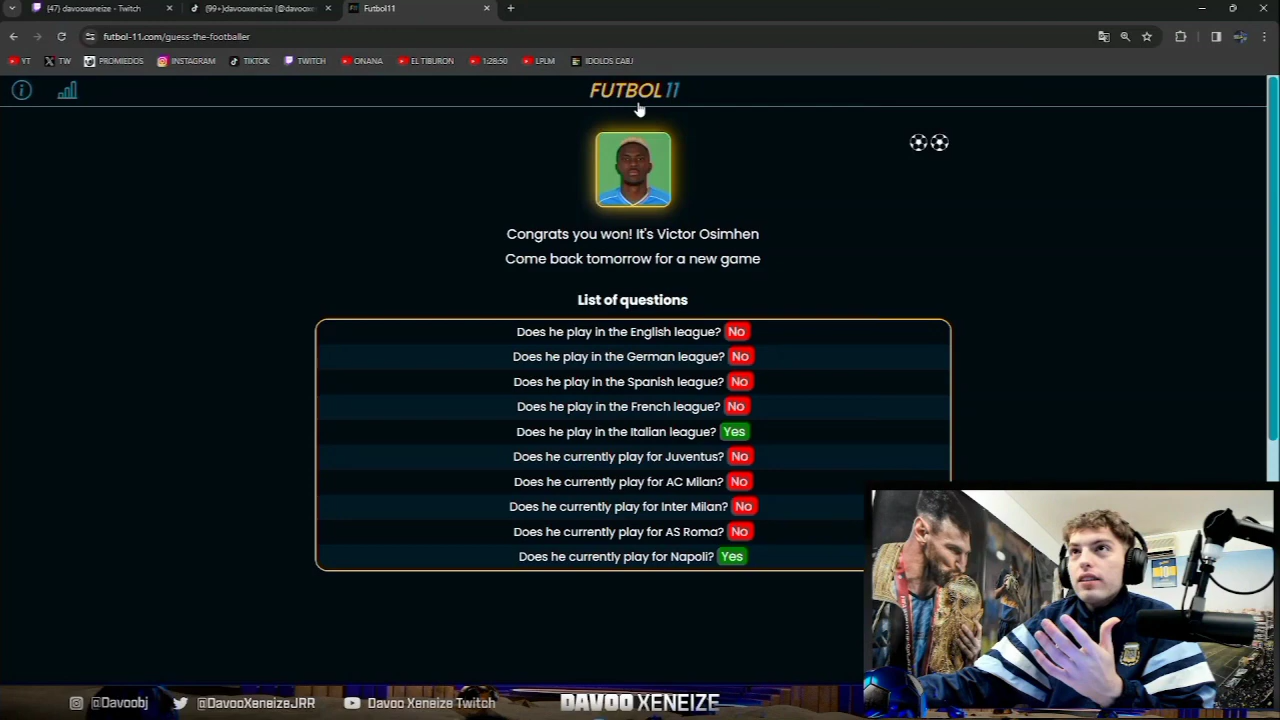 (47) davooxeneize - Twitch
(99+)davooxeneize (@davooxe
Futbol11
futbol-11.com/guess-the-footballer
YT
TW
PROMIEDOS
INSTAGRAM
TIKTOK
TWITCH
ONANA
EL TIBURON
1:28:50
LPLM
IDOLOS CABJ
FUTBOL 11
Congrats you won! It's Victor Osimhen
Come back tomorrow for a new game
List of questions
Does he play in the English league? No
Does he play in the German league? No
Does he play in the Spanish league? No
Does he play in the French league? No
Does he play in the Italian league? Yes
Does he currently play for Juventus? No
Does he currently play for AC Milan? No
Does he currently play for Inter Milan? No
Does he currently play for AS Roma? No
Does he currently play for Napoli? Yes
@Davoobj
@DavooXeneizeJRR
Davoo Xeneize Twitch
DAVOO XENEIZE